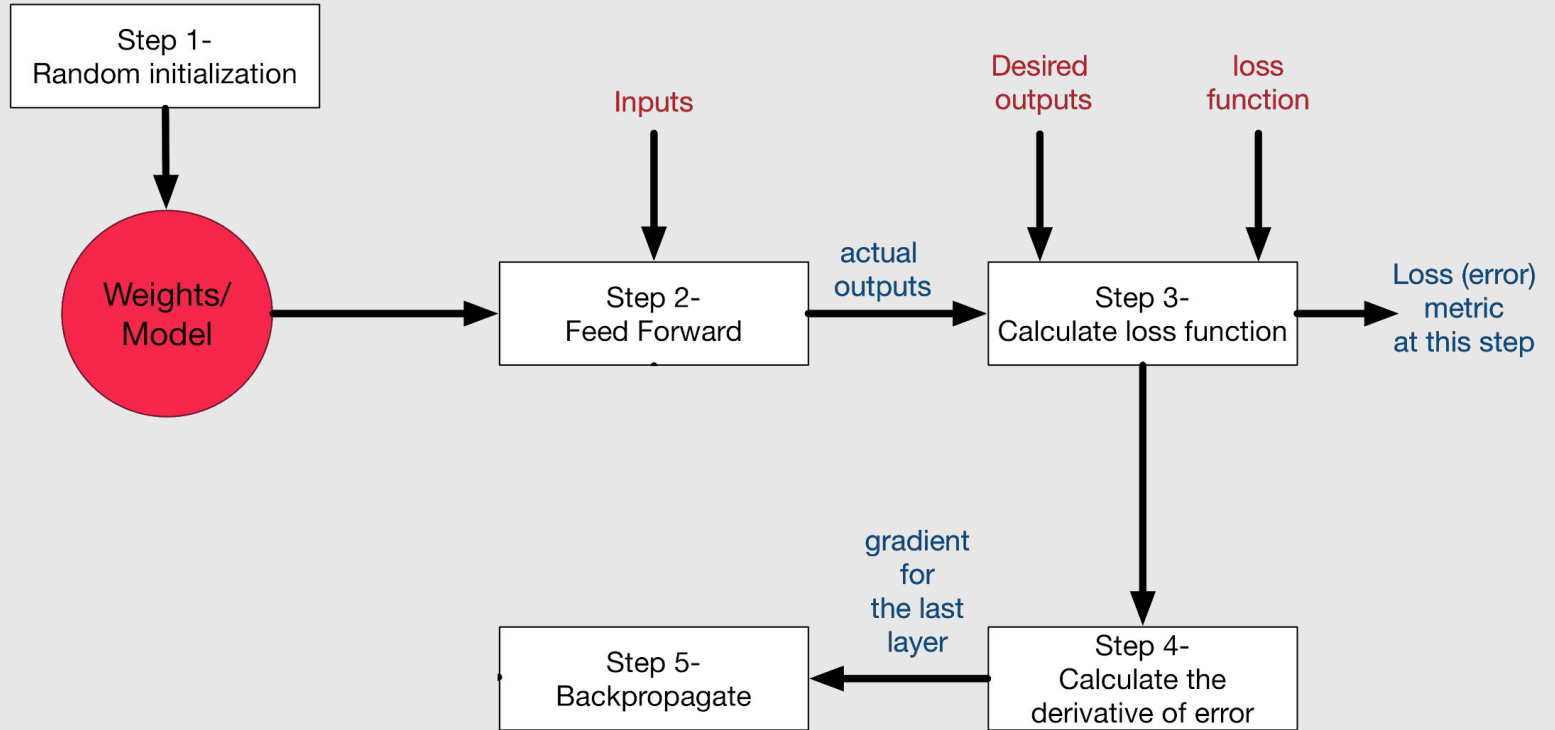 Step 1-
Random initialization
Inputs
Desired
outputs
loss
function
Weights/
Model
Step 2-
Feed Forward
actual
outputs
Step 3-
Calculate loss function
Loss (error)
metric
at this step
gradient
for
the last
layer
Step 5-
Backpropagate
Step 4-
Calculate the
derivative of error